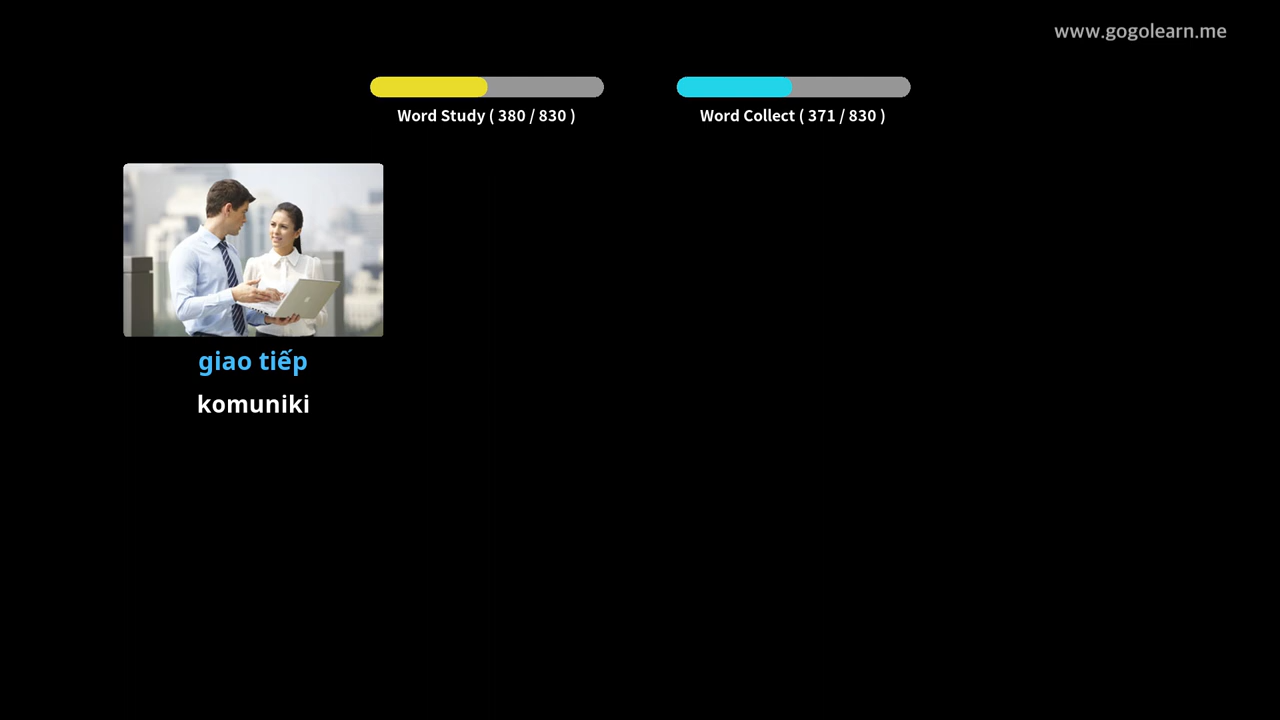 www.gogolearn.me
Word Study ( 380 / 830 )
Word Collect ( 371 / 830 )
giao tiếp
komuniki